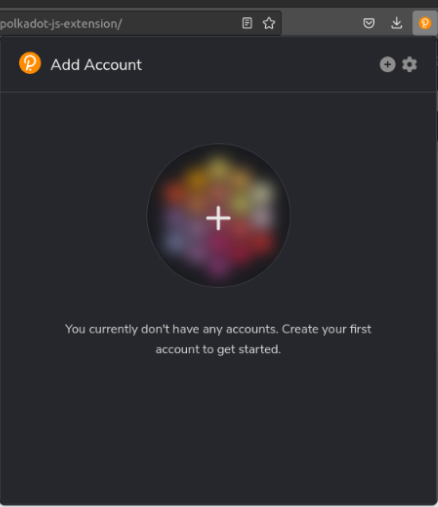 polkadot-js-extension/
Add Account
You currently don't have any accounts. Create your first
account to get started.